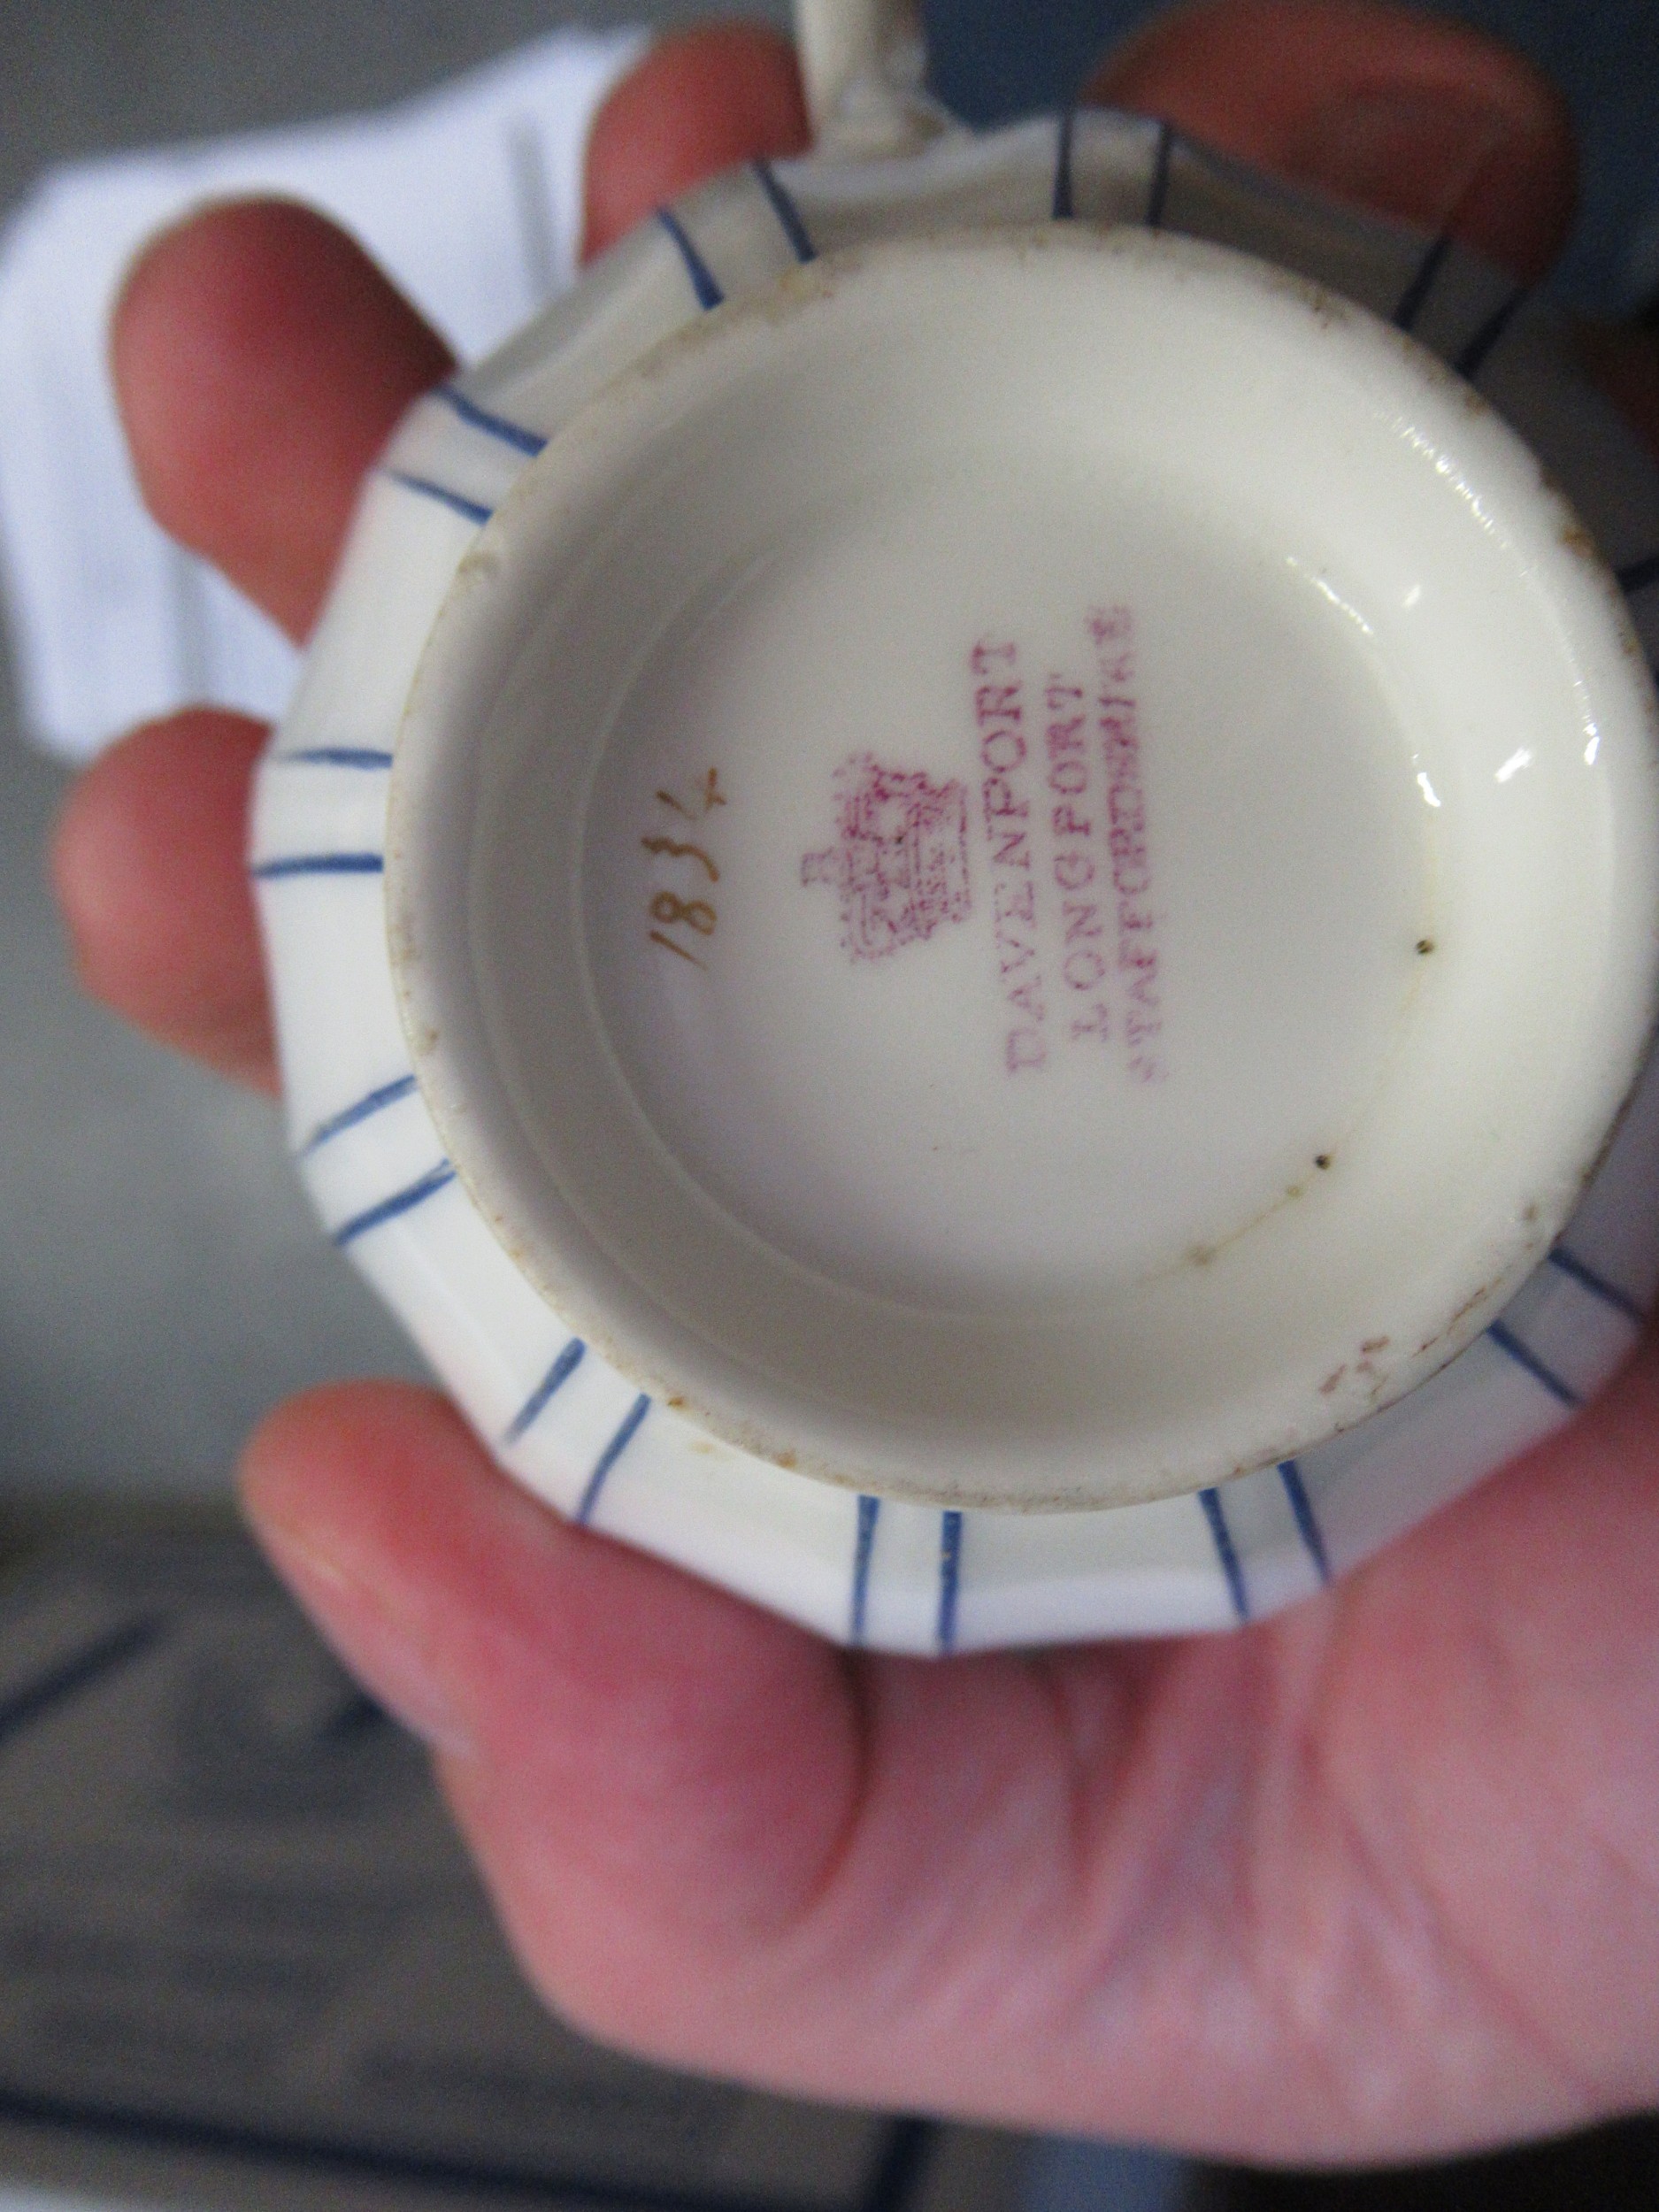 1834
DAVENPORT
LONGPORT
STAFFORDSHIRE